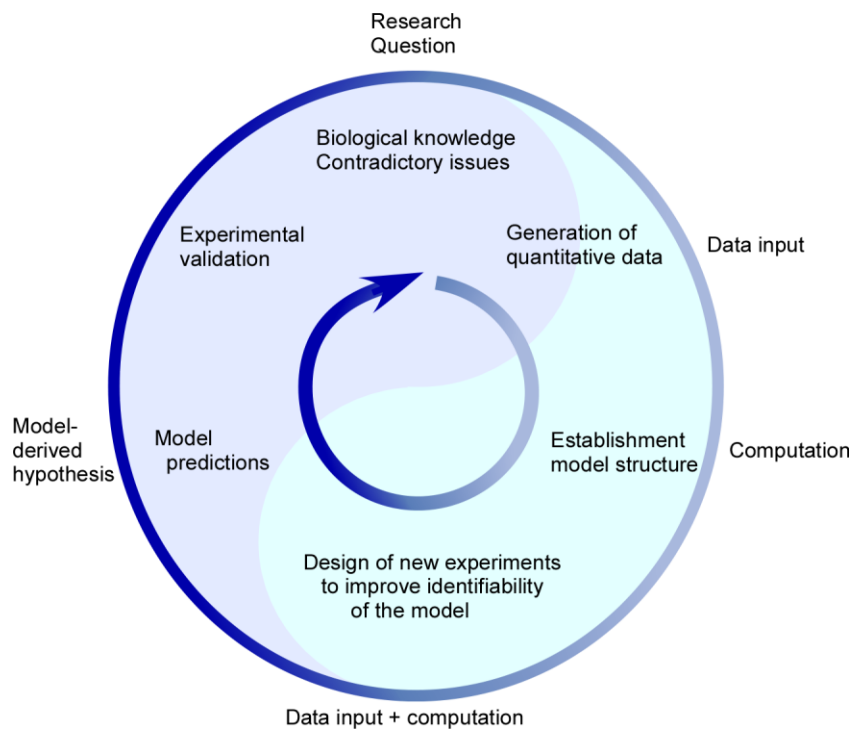 Research
Question
Biological knowledge
Contradictory issues
Experimental
validation
Generation of
quantitative data
Data input
Model-
derived
hypothesis
Model
predictions
Establishment
model structure
Computation
Design of new experiments
to improve identifiability
of the model
Data input + computation